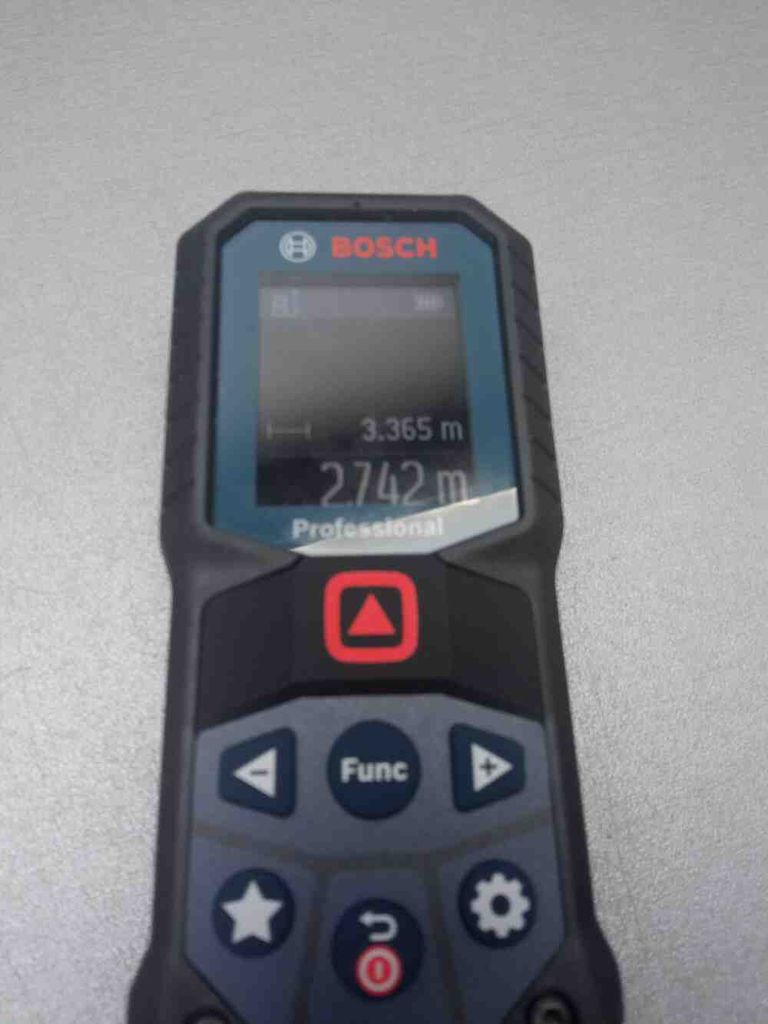 BOSCH
3.365 m
2.742 m
Professional
Func